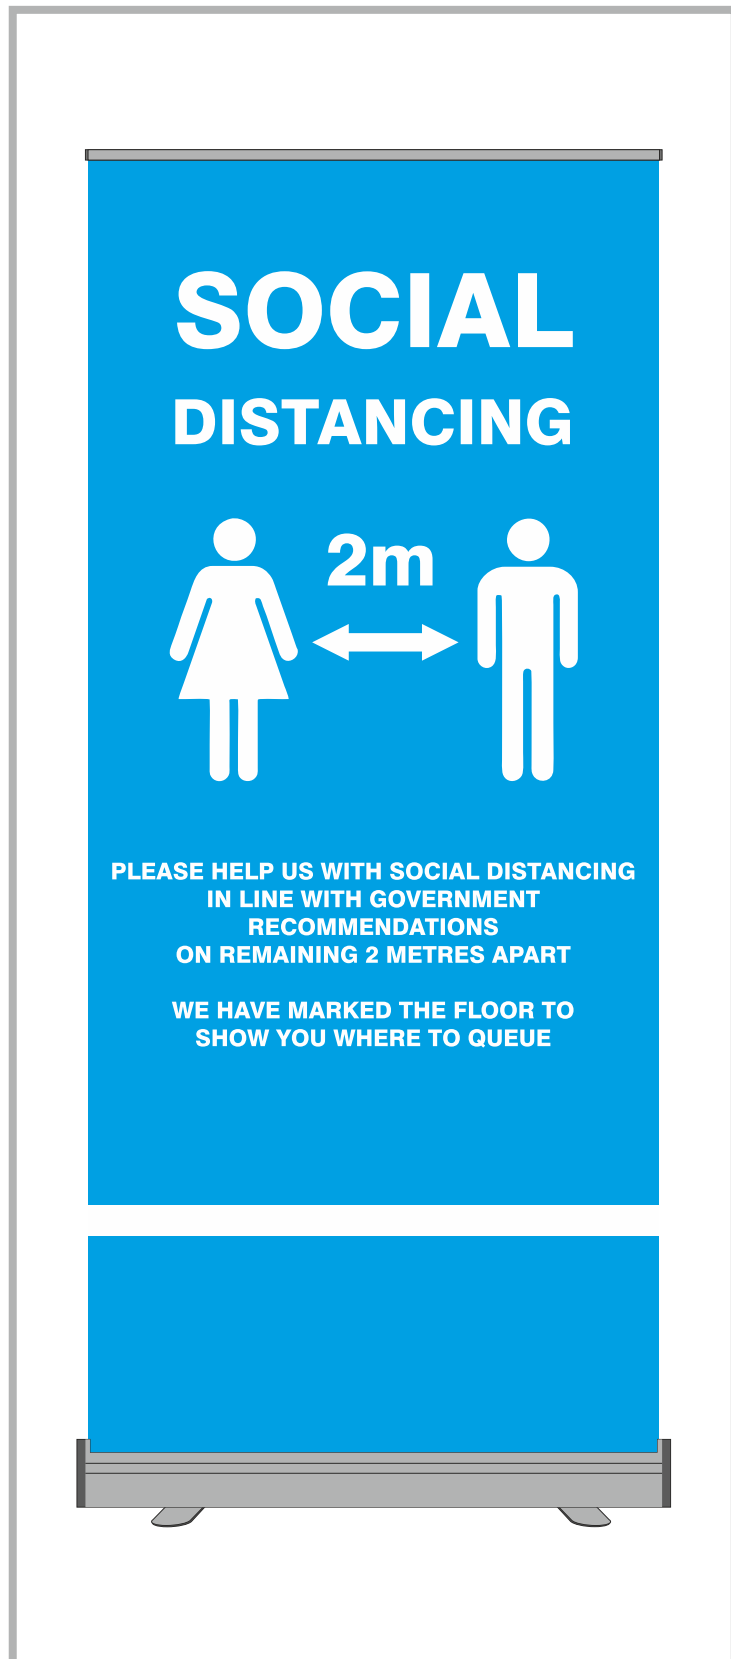 SOCIAL
DISTANCING
2m
PLEASE HELP US WITH SOCIAL DISTANCING
IN LINE WITH GOVERNMENT
RECOMMENDATIONS
ON REMAINING 2 METRES APART
WE HAVE MARKED THE FLOOR TO
SHOW YOU WHERE TO QUEUE